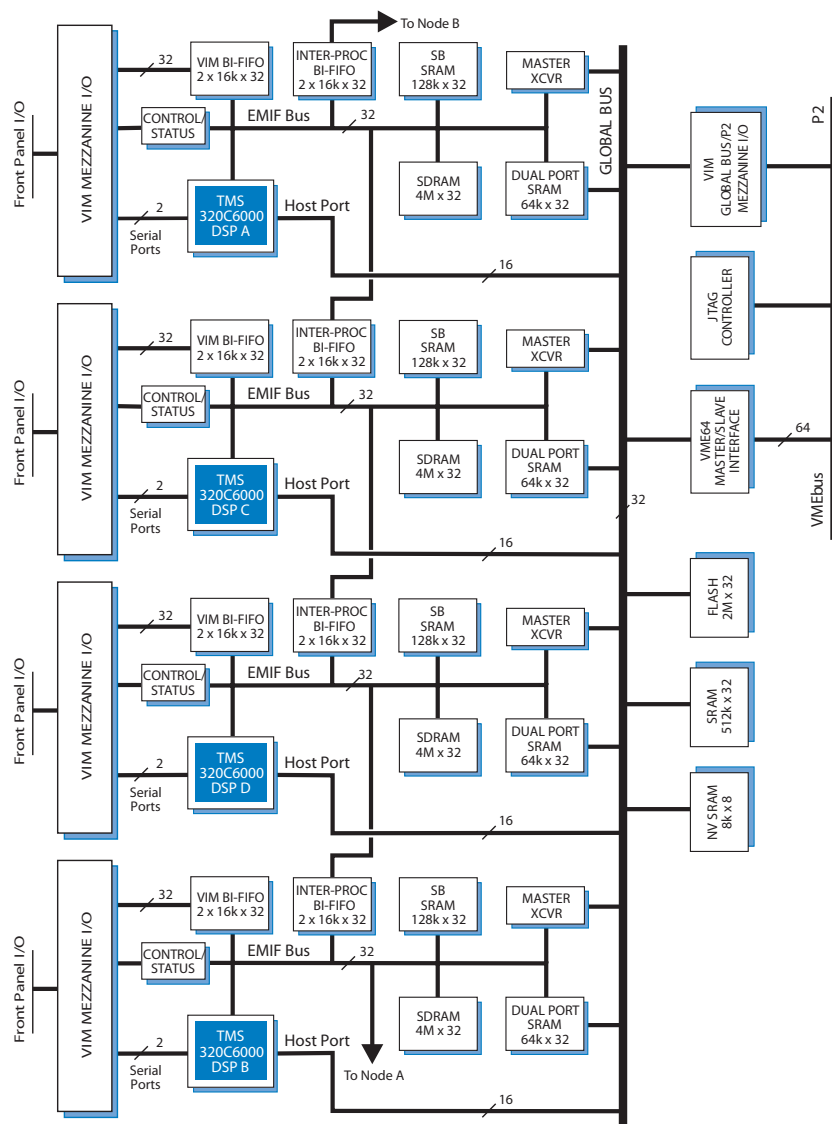 To Node B
Front Panel I/O
VIM MEZZANINE I/O
32
VIM BI-FIFO
2 x 16k x 32
INTER-PROC
BI-FIFO
2 x 16k x 32
SB
SRAM
128k x 32
MASTER
XCVR
CONTROL/
STATUS
EMIF Bus
32
2
Serial
Ports
TMS
320C6000
DSP A
Host Port
SDRAM
4M x 32
DUAL PORT
SRAM
64k x 32
16
Front Panel I/O
VIM MEZZANINE I/O
32
VIM BI-FIFO
2 x 16k x 32
INTER-PROC
BI-FIFO
2 x 16k x 32
SB
SRAM
128k x 32
MASTER
XCVR
CONTROL/
STATUS
EMIF Bus
32
2
Serial
Ports
TMS
320C6000
DSP C
Host Port
SDRAM
4M x 32
DUAL PORT
SRAM
64k x 32
16
Front Panel I/O
VIM MEZZANINE I/O
32
VIM BI-FIFO
2 x 16k x 32
INTER-PROC
BI-FIFO
2 x 16k x 32
SB
SRAM
128k x 32
MASTER
XCVR
CONTROL/
STATUS
EMIF Bus
32
2
Serial
Ports
TMS
320C6000
DSP D
Host Port
SDRAM
4M x 32
DUAL PORT
SRAM
64k x 32
16
Front Panel I/O
VIM MEZZANINE I/O
32
VIM BI-FIFO
2 x 16k x 32
INTER-PROC
BI-FIFO
2 x 16k x 32
SB
SRAM
128k x 32
MASTER
XCVR
CONTROL/
STATUS
EMIF Bus
32
2
Serial
Ports
TMS
320C6000
DSP B
Host Port
To Node A
SDRAM
4M x 32
DUAL PORT
SRAM
64k x 32
16
GLOBAL BUS
32
VIM
GLOBAL BUS/P2
MEZZANINE I/O
P2
JTAG
CONTROLLER
VME64
MASTER/SLAVE
INTERFACE
64
VMEbus
FLASH
2M x 32
SRAM
512k x 32
NV SRAM
8k x 8